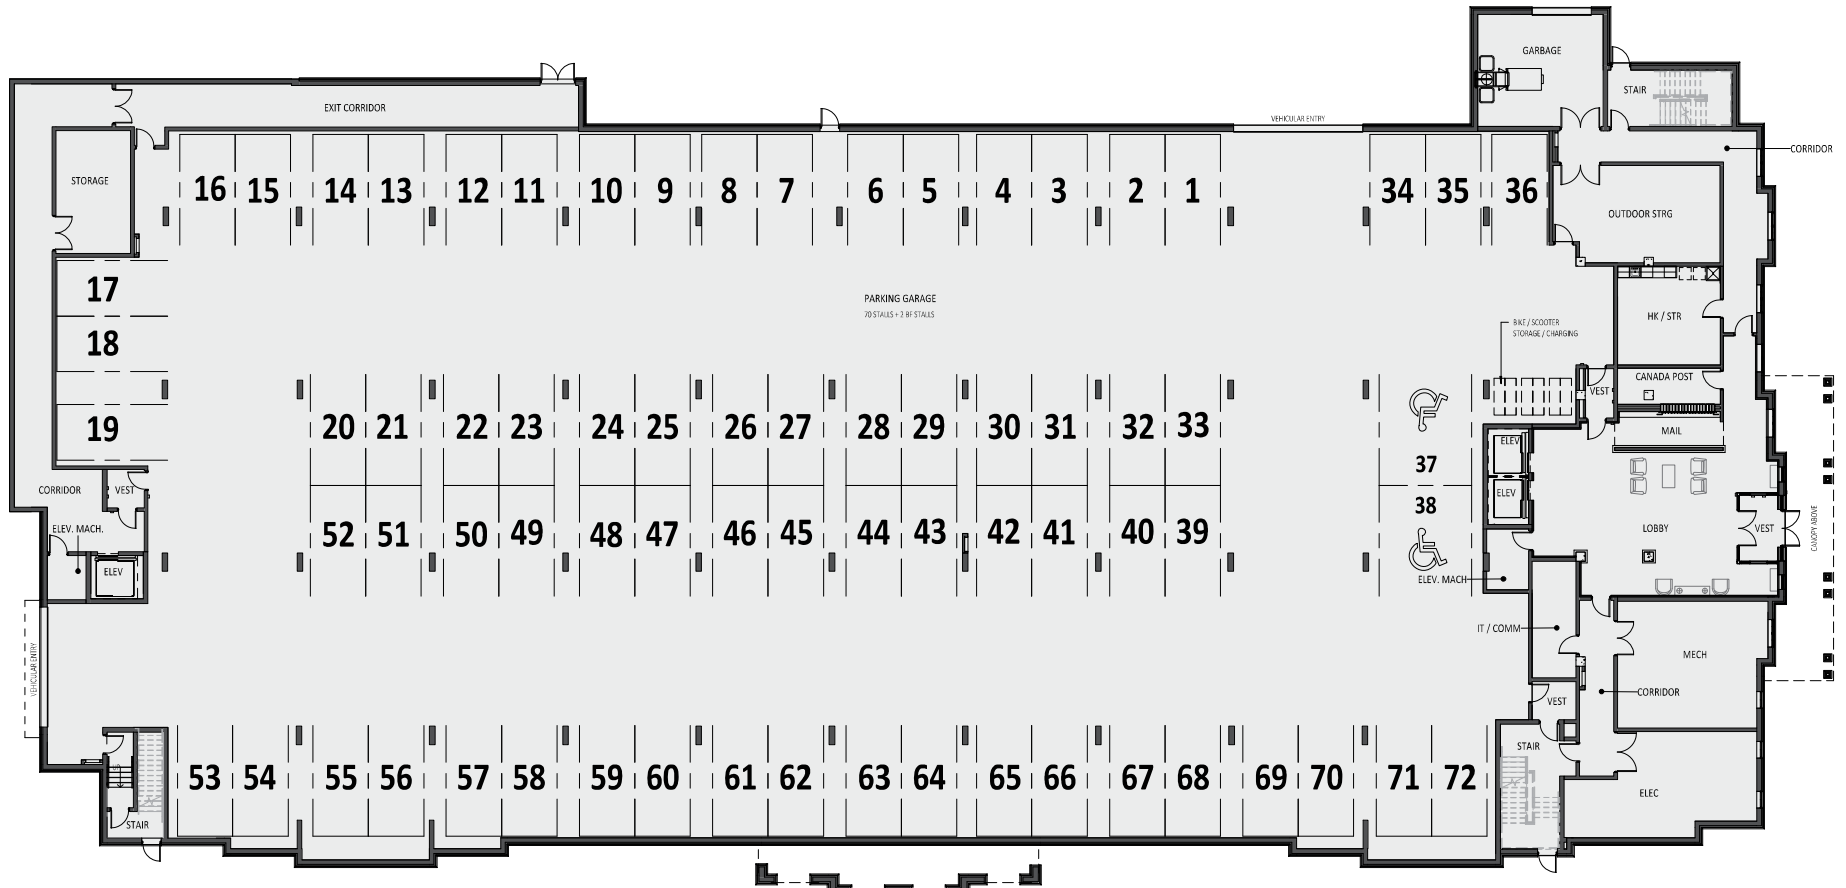 GARBAGE
STAIR
EXIT CORRIDOR
VEHICULAR ENTRY
CORRIDOR
STORAGE
16 15 14 13 12 11 10 9 8 7 6 5 4 3 2 1 34 35 36
OUTDOOR STRG
17
PARKING GARAGE
70 STALLS + 2 BF STALLS
HK / STR
BIKE / SCOOTER
STORAGE / CHARGING
18
CANADA POST
VEST
19
20 21 22 23 24 25 26 27 28 29 30 31 32 33
MAIL
ELEV
37
CORRIDOR
VEST
ELEV
38
ELEV. MACH.
52 51 50 49 48 47 46 45 44 43 42 41 40 39
LOBBY
VEST
CANOPY ABOVE
ELEV
ELEV. MACH
IT / COMM
VEHICULAR ENTRY
MECH
CORRIDOR
VEST
STAIR
53 54 55 56 57 58 59 60 61 62 63 64 65 66 67 68 69 70 71 72
ELEC
STAIR